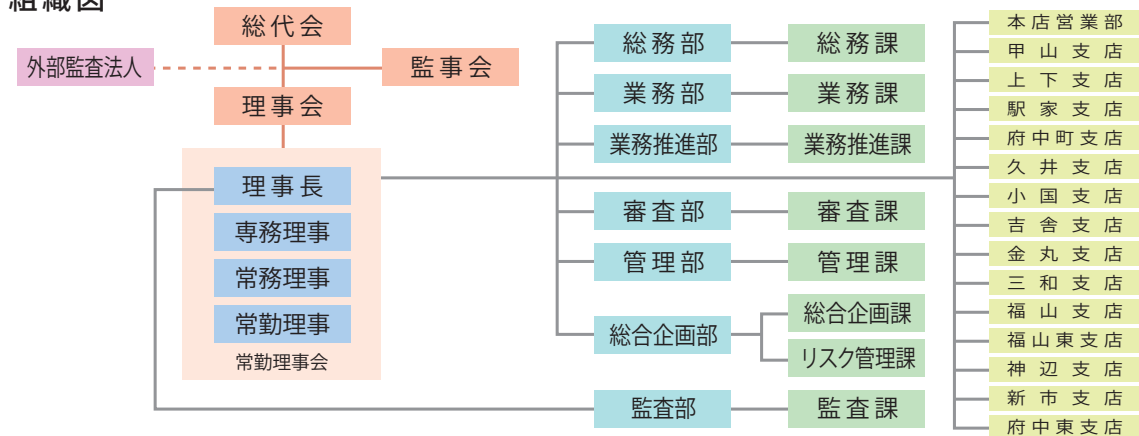 組織図
総代会
外部監査法人
監事会
理事会
理事長
専務理事
常務理事
常勤理事
常勤理事会
総務部
総務課
業務部
業務課
業務推進部
業務推進課
審査部
審査課
管理部
管理課
総合企画部
総合企画課
リスク管理課
監査部
監査課
本店営業部
甲山支店
上下支店
駅家支店
府中町支店
久井支店
小国支店
吉舎支店
金丸支店
三和支店
福山支店
福山東支店
神辺支店
新市支店
府中東支店